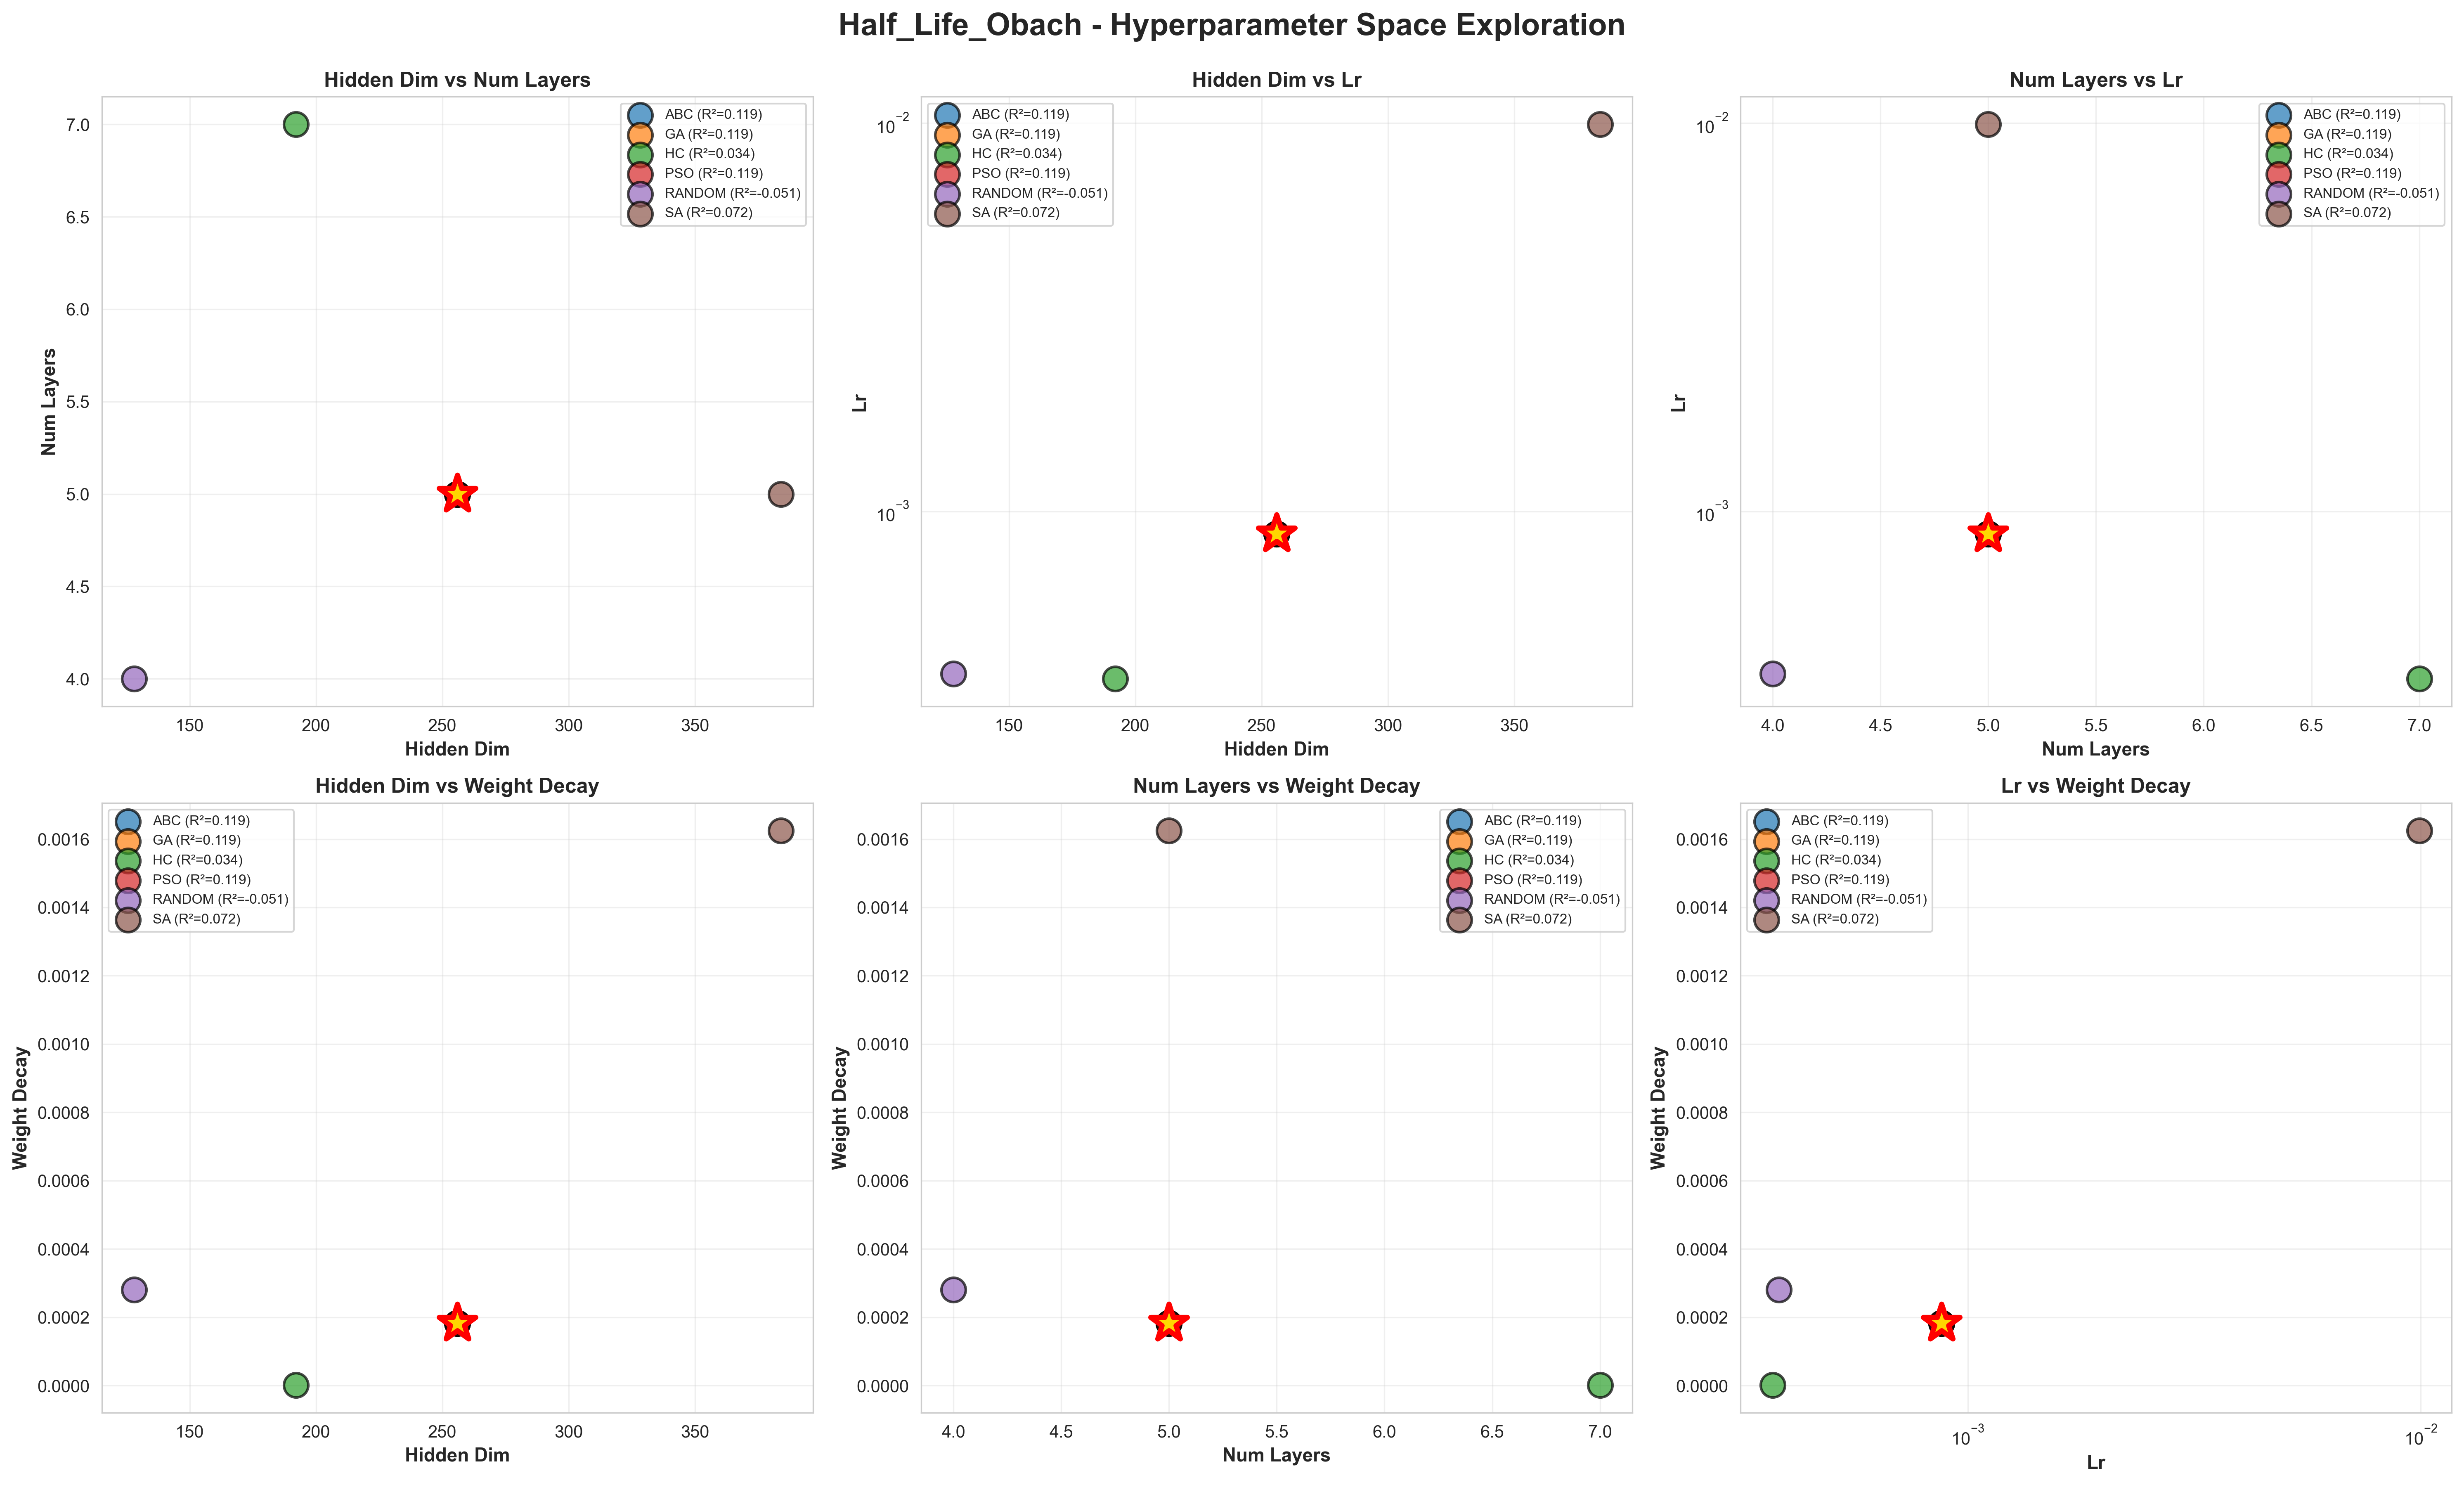 Half_Life_Obach - Hyperparameter Space Exploration
Hidden Dim vs Num Layers
7.0
6.5
6.0
5.5
5.0
4.5
4.0
Num Layers
ABC (R²=0.119)
GA (R²=0.119)
HC (R²=0.034)
PSO (R²=0.119)
RANDOM (R²=-0.051)
SA (R²=0.072)
150 200 250 300 350
Hidden Dim
Hidden Dim vs Lr
10⁻²
10⁻³
Lr
ABC (R²=0.119)
GA (R²=0.119)
HC (R²=0.034)
PSO (R²=0.119)
RANDOM (R²=-0.051)
SA (R²=0.072)
150 200 250 300 350
Hidden Dim
Num Layers vs Lr
10⁻²
10⁻³
Lr
ABC (R²=0.119)
GA (R²=0.119)
HC (R²=0.034)
PSO (R²=0.119)
RANDOM (R²=-0.051)
SA (R²=0.072)
4.0 4.5 5.0 5.5 6.0 6.5 7.0
Num Layers
Hidden Dim vs Weight Decay
0.0016
0.0014
0.0012
0.0010
0.0008
0.0006
0.0004
0.0002
0.0000
Weight Decay
ABC (R²=0.119)
GA (R²=0.119)
HC (R²=0.034)
PSO (R²=0.119)
RANDOM (R²=-0.051)
SA (R²=0.072)
150 200 250 300 350
Hidden Dim
Num Layers vs Weight Decay
0.0016
0.0014
0.0012
0.0010
0.0008
0.0006
0.0004
0.0002
0.0000
Weight Decay
ABC (R²=0.119)
GA (R²=0.119)
HC (R²=0.034)
PSO (R²=0.119)
RANDOM (R²=-0.051)
SA (R²=0.072)
4.0 4.5 5.0 5.5 6.0 6.5 7.0
Num Layers
Lr vs Weight Decay
0.0016
0.0014
0.0012
0.0010
0.0008
0.0006
0.0004
0.0002
0.0000
Weight Decay
ABC (R²=0.119)
GA (R²=0.119)
HC (R²=0.034)
PSO (R²=0.119)
RANDOM (R²=-0.051)
SA (R²=0.072)
10⁻³ 10⁻²
Lr